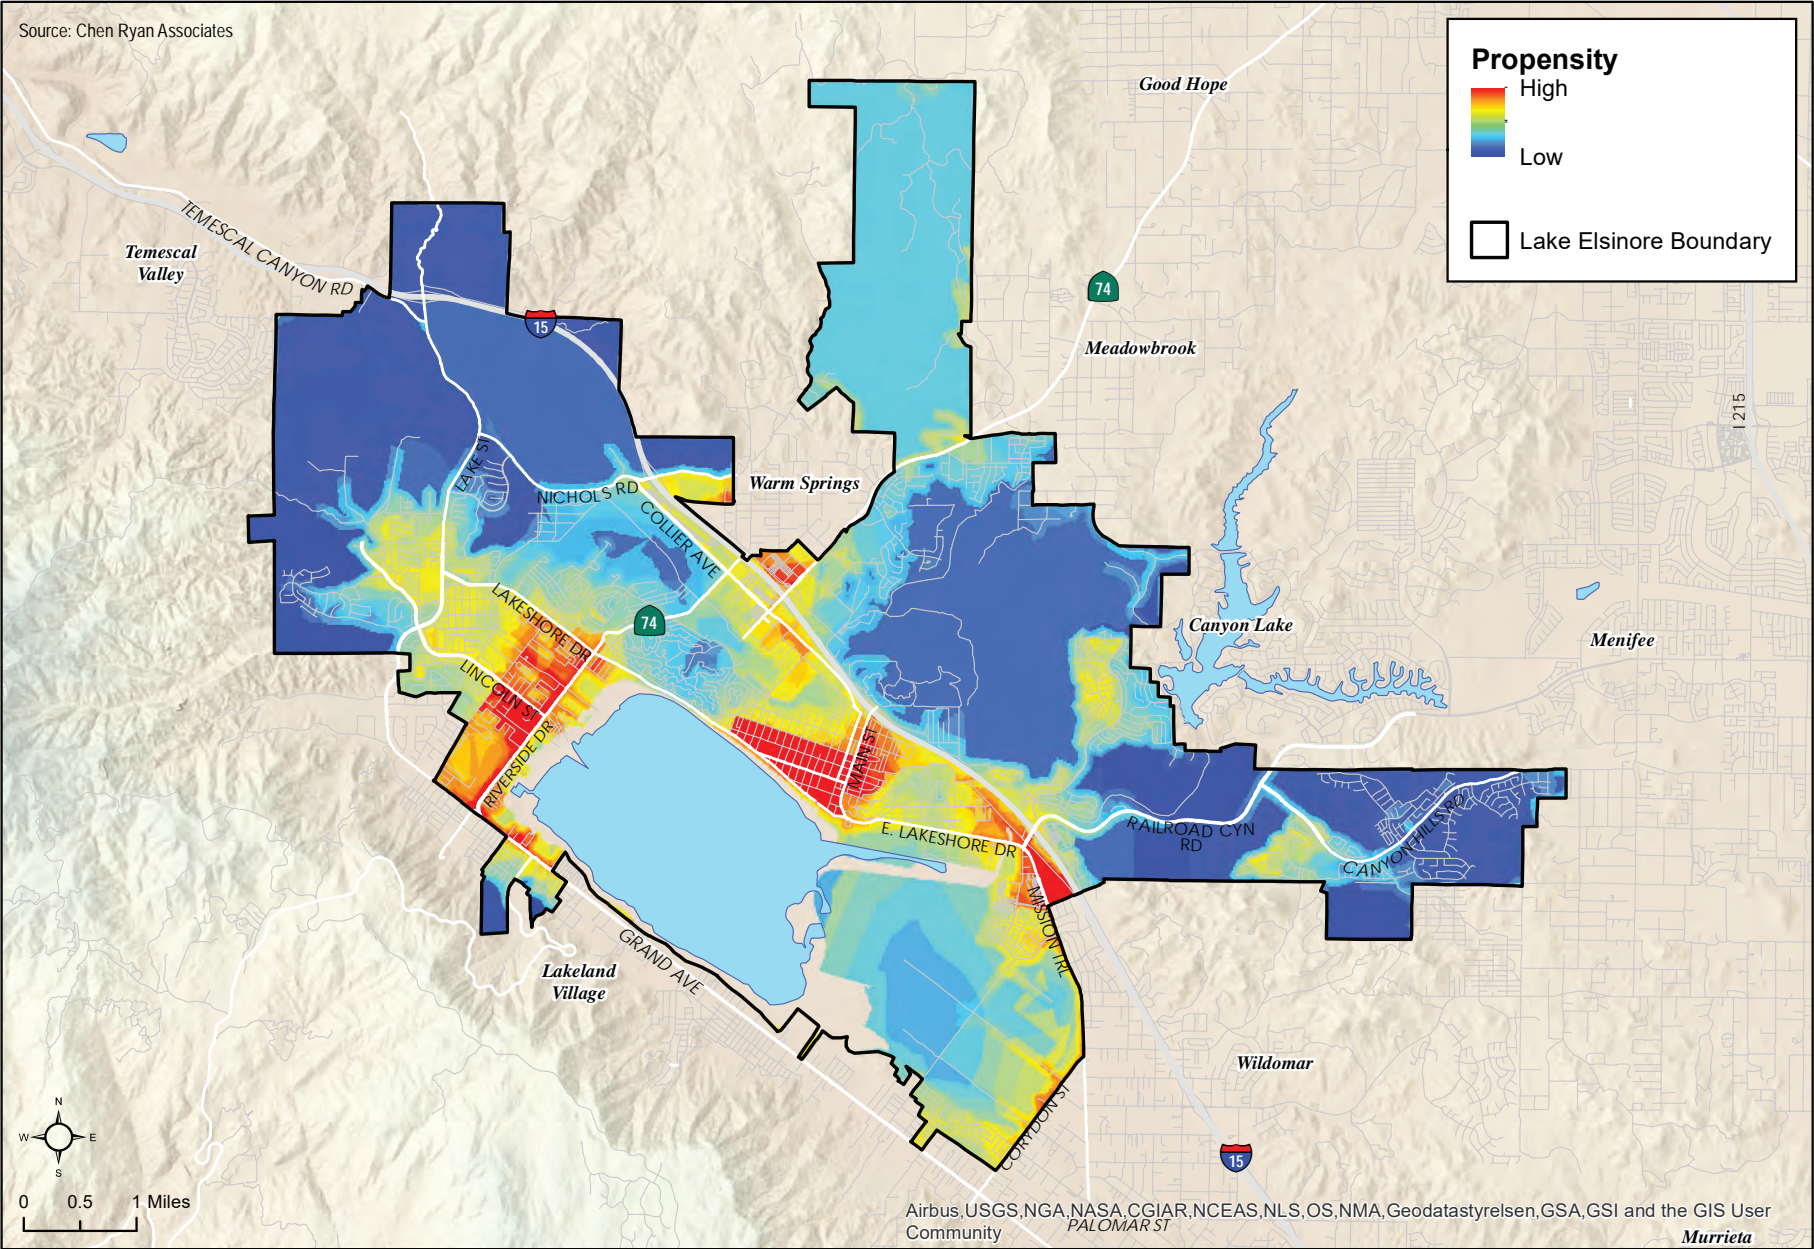 Source: Chen Ryan Associates
Propensity
High
Low
Lake Elsinore Boundary
Good Hope
TEMESCAL CANYON RD
Temescal
Valley
15
74
Meadowbrook
I 215
LAKE ST
NICHOLS RD
Warm Springs
COLLIER AVE
LAKESHORE DR
74
Canyon Lake
Menifee
LINCOLN ST
RIVERSIDE DR
MAIN ST
E. LAKESHORE DR
RAILROAD CYN
RD
CANYON HILLS RD
MISSION TRL
GRAND AVE
Lakeland
Village
Wildomar
CORYDON ST
15
N
W
E
S
0 0.5 1 Miles
Airbus,USGS,NGA,NASA,CGIAR,NCEAS,NLS,OS,NMA,Geodatastyrelsen,GSA,GSI and the GIS User
Community
PALOMAR ST
Murrieta